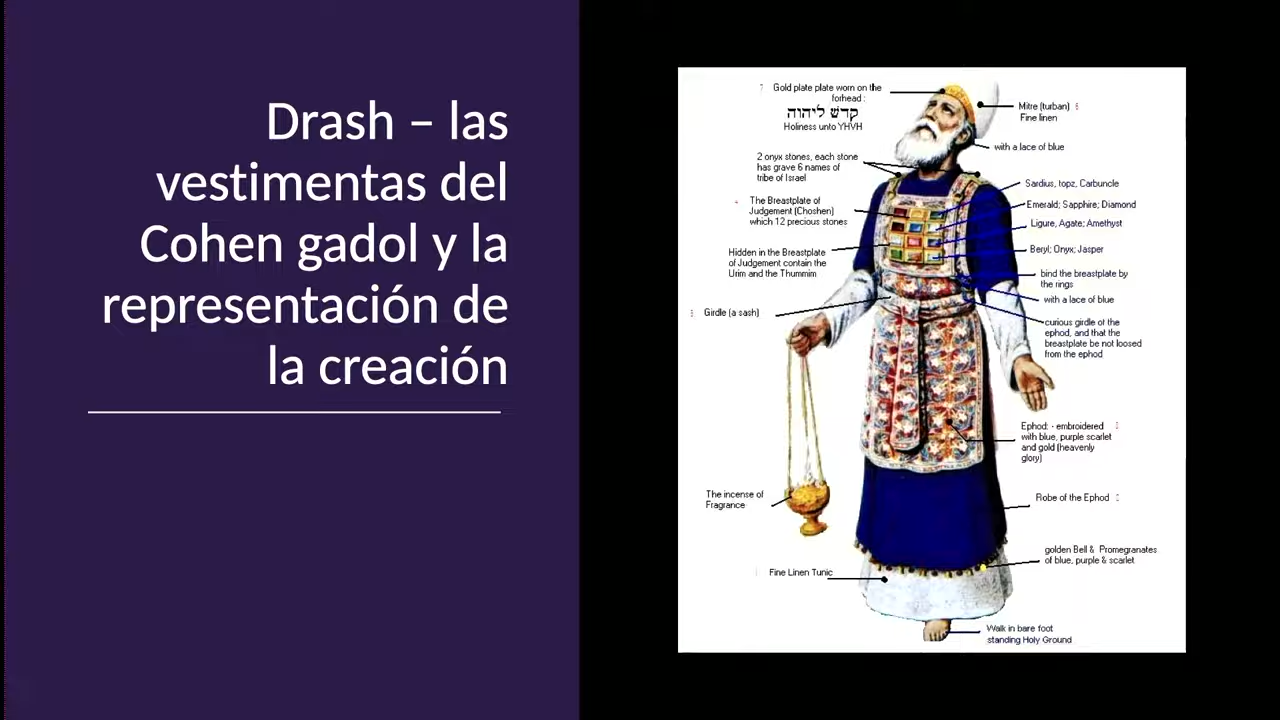 Drash – las
vestimentas del
Cohen gadol y la
representación de
la creación
7 Gold plate plate worn on the
forhead :
קדש ליהוה
Holiness unto YHVH
Mitre (turban) 6
Fine linen
with a lace of blue
2 onyx stones, each stone
has grave 6 names of
tribe of Israel
Sardius, topz, Carbuncle
Emerald; Sapphire; Diamond
Ligure, Agate; Amethyst
Beryl; Onyx; Jasper
4 The Breastplate of
Judgement (Choshen)
which 12 precious stones
Hidden in the Breastplate
of Judgement contain the
Urim and the Thummim
bind the breastplate by
the rings
with a lace of blue
Girdle (a sash)
curious girdle of the
ephod, and that the
breastplate be not loosed
from the ephod
Ephod: - embroidered
with blue, purple scarlet
and gold (heavenly
glory)
The incense of
Fragrance
Robe of the Ephod
golden Bell & Promegranates
of blue, purple & scarlet
Fine Linen Tunic
Walk in bare foot
standing Holy Ground